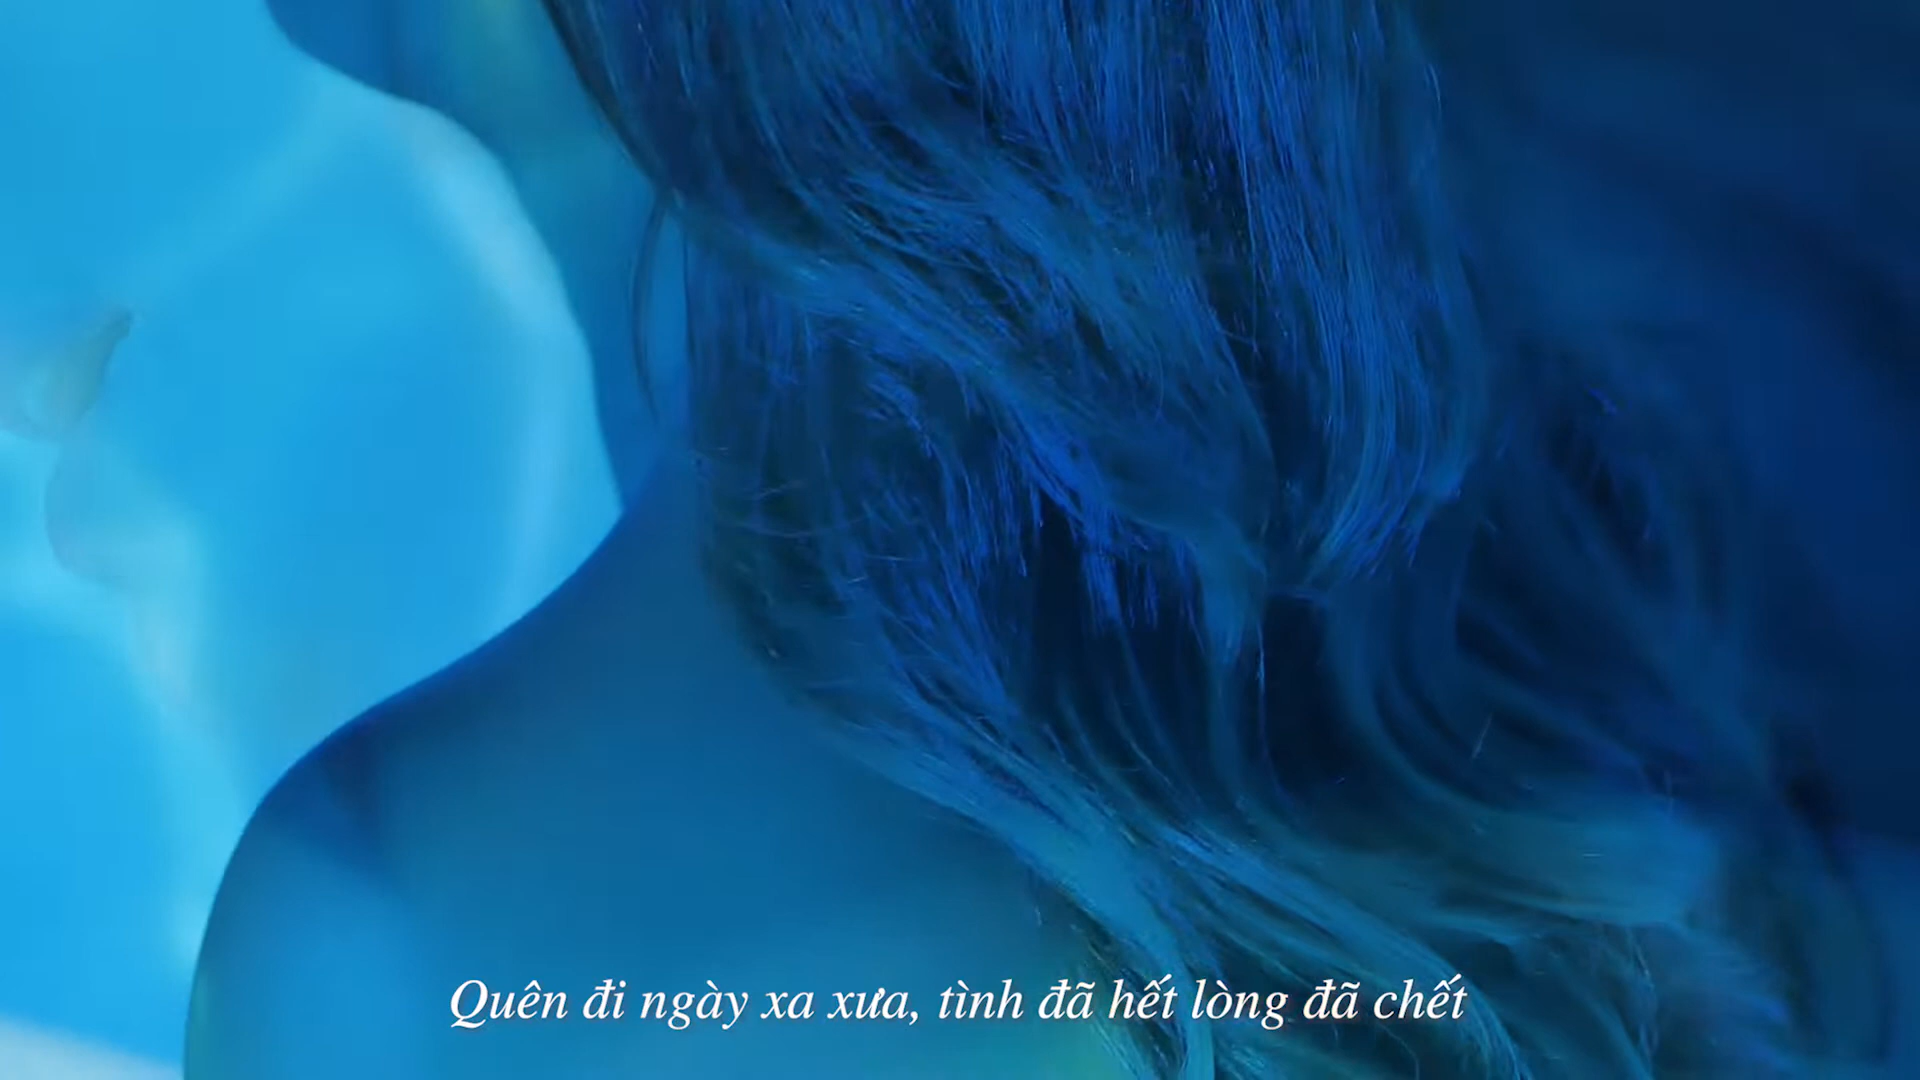 Quên đi ngày xa xưa, tình đã hết lòng đã chết